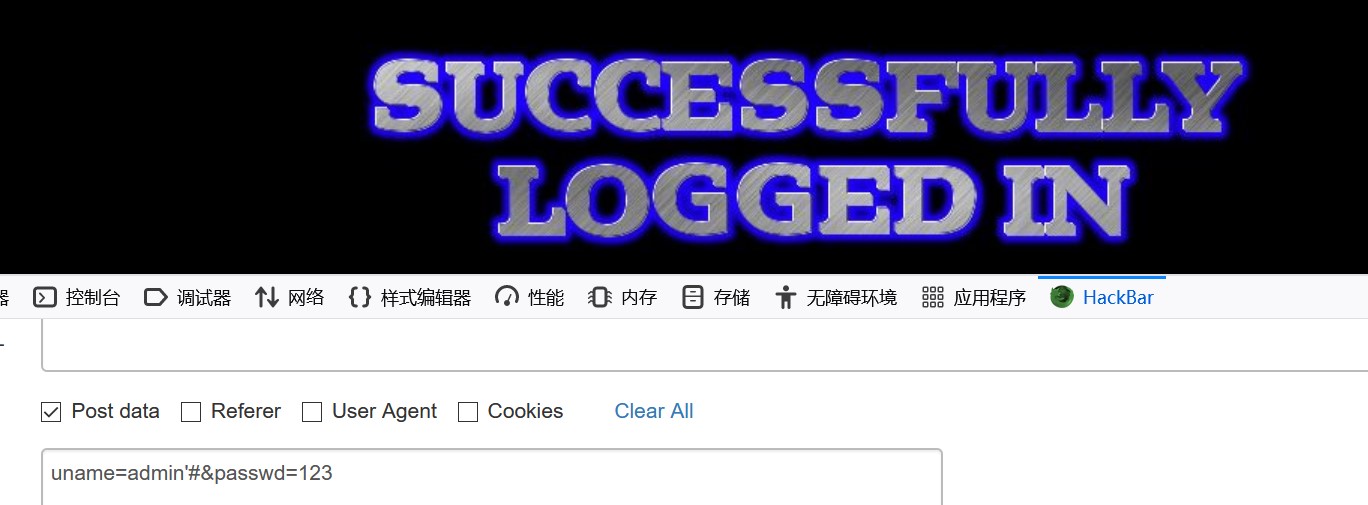 SUCCESSFULLY
LOGGED IN
器 控制台 调试器 网络 样式编辑器 性能 内存 存储 无障碍环境 应用程序 HackBar
Post data Referer User Agent Cookies Clear All
uname=admin'#&passwd=123